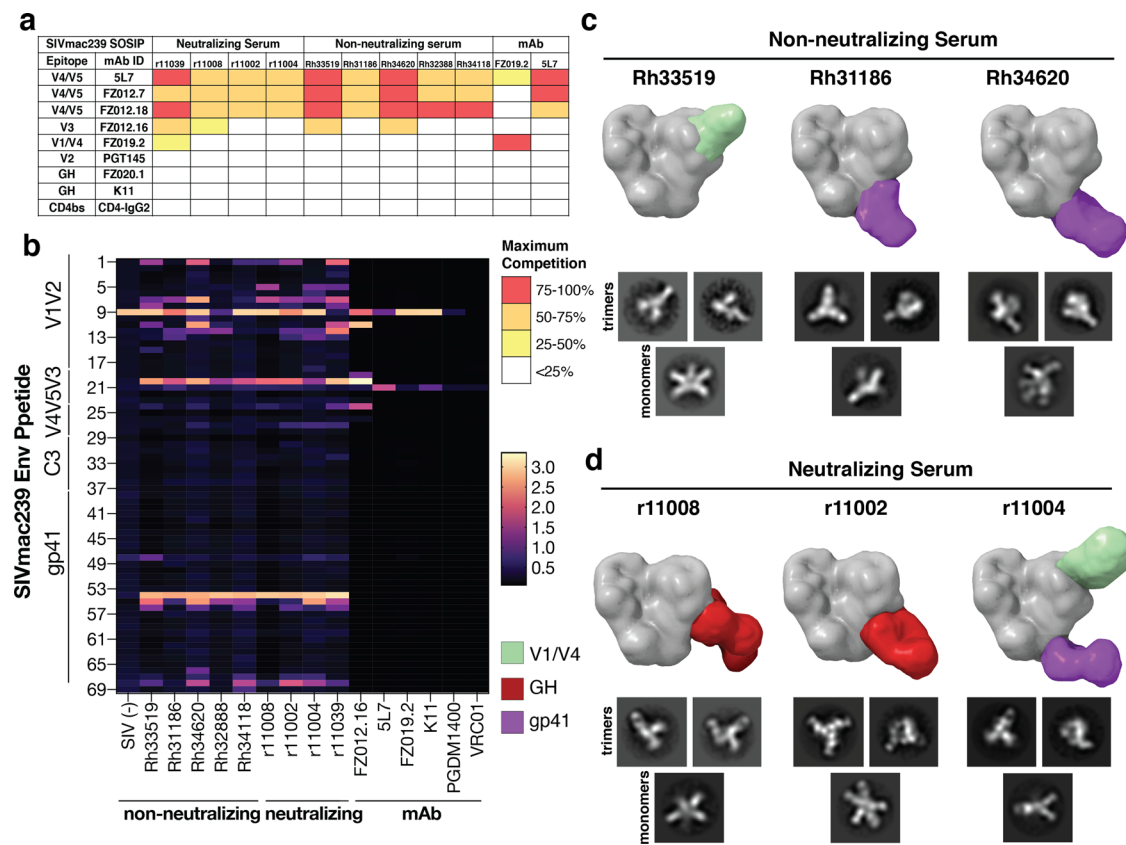 a
SIVmac239 SOSIP Neutralizing Serum Non-neutralizing serum mAb
Epitope mAb ID r11039 r11008 r11002 r11004 Rh33519 Rh31186 Rh34620 Rh32388 Rh34118 FZ019.2 5L7
V4/V5 5L7
V4/V5 FZ012.7
V4/V5 FZ012.18
V3 FZ012.16
V1/V4 FZ019.2
V2 PGT145
GH FZ020.1
GH K11
CD4bs CD4-IgG2
b
SIVmac239 Env Ppetide
V1V2
V3
V4V5
C3
gp41
1
5
9
13
17
21
25
29
33
37
41
45
49
53
57
61
65
69
SIV (-)
Rh33519
Rh31186
Rh34620
Rh32888
Rh34118
r11008
r11002
r11004
r11039
FZ012.16
5L7
FZ019.2
K11
PGDM1400
VRC01
non-neutralizing neutralizing mAb
Maximum
Competition
75-100%
50-75%
25-50%
<25%
3.0
2.5
2.0
1.5
1.0
0.5
V1/V4
GH
gp41
c
Non-neutralizing Serum
Rh33519 Rh31186 Rh34620
trimers
monomers
d
Neutralizing Serum
r11008 r11002 r11004
trimers
monomers